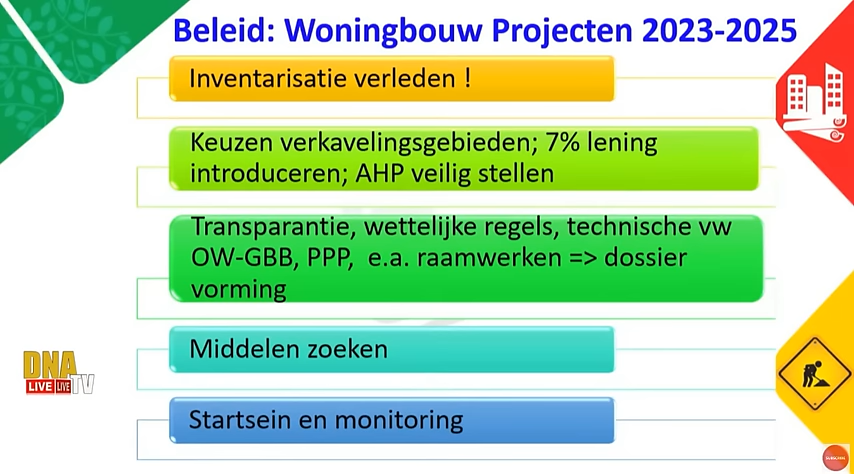 Beleid: Woningbouw Projecten 2023-2025
Inventarisatie verleden !
Keuzen verkavelingsgebieden; 7% lening
introduceren; AHP veilig stellen
Transparantie, wettelijke regels, technische vw
OW-GBB, PPP, e.a. raamwerken => dossier
vorming
Middelen zoeken
Startsein en monitoring
DNA
LIVE LIVE TV
SUBSCRIBE